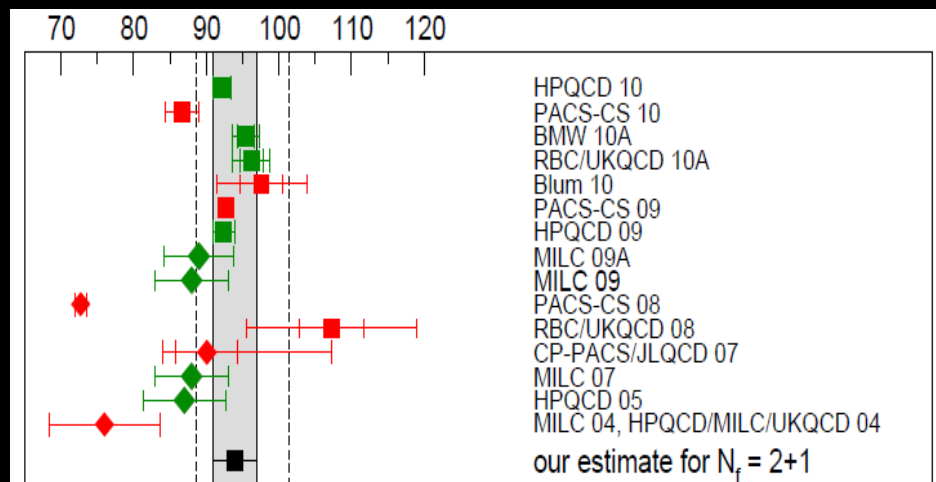 70 80 90 100 110 120
HPQCD 10
PACS-CS 10
BMW 10A
RBC/UKQCD 10A
Blum 10
PACS-CS 09
HPQCD 09
MILC 09A
MILC 09
PACS-CS 08
RBC/UKQCD 08
CP-PACS/JLQCD 07
MILC 07
HPQCD 05
MILC 04, HPQCD/MILC/UKQCD 04
our estimate for N_f = 2+1